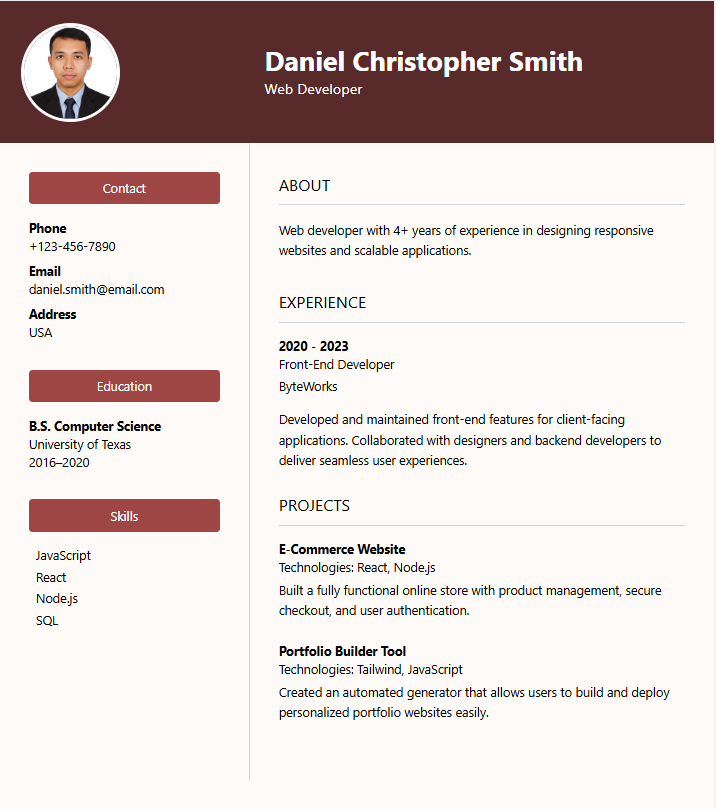 Daniel Christopher Smith
Web Developer
Contact
Phone
+123-456-7890
Email
daniel.smith@email.com
Address
USA
Education
B.S. Computer Science
University of Texas
2016–2020
Skills
JavaScript
React
Node.js
SQL
ABOUT
Web developer with 4+ years of experience in designing responsive
websites and scalable applications.
EXPERIENCE
2020 - 2023
Front-End Developer
ByteWorks
Developed and maintained front-end features for client-facing
applications. Collaborated with designers and backend developers to
deliver seamless user experiences.
PROJECTS
E-Commerce Website
Technologies: React, Node.js
Built a fully functional online store with product management, secure
checkout, and user authentication.
Portfolio Builder Tool
Technologies: Tailwind, JavaScript
Created an automated generator that allows users to build and deploy
personalized portfolio websites easily.